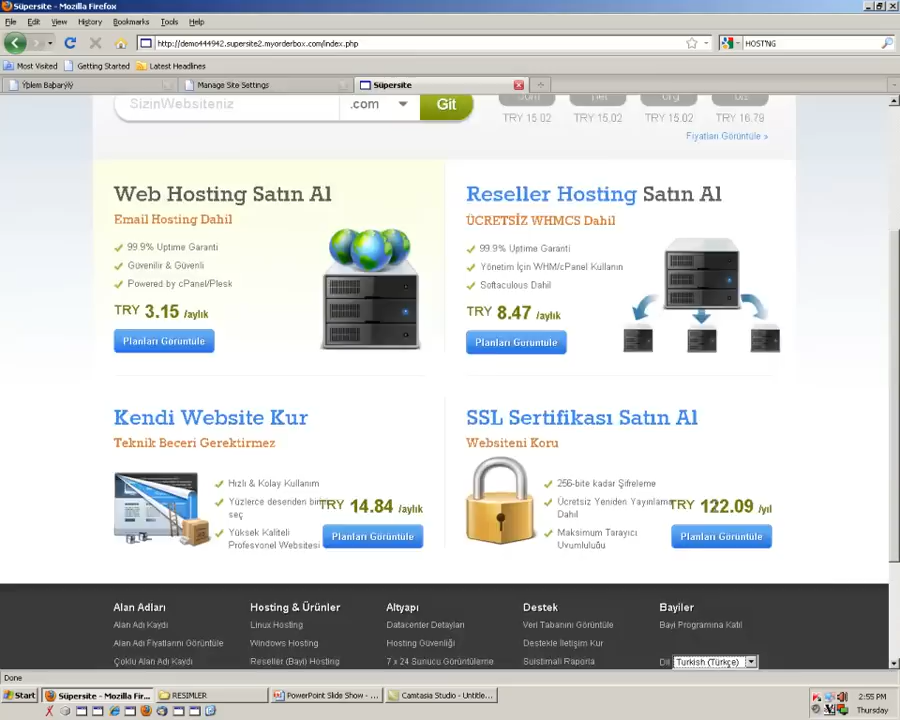 Süpersite - Mozilla Firefox
File Edit View History Bookmarks Tools Help
http://demo444942.supersite2.myorderbox.com/index.php
HOSTING
Most Visited Getting Started Latest Headlines
Manage Site Settings Süpersite
SizinWebsiteniz .com Git
TRY 15.02 TRY 15.02 TRY 15.02 TRY 16.79
Fiyatları Görüntüle »
Web Hosting Satın Al
Email Hosting Dahil
99.9% Uptime Garanti
Güvenilir & Güvenli
Powered by cPanel/Plesk
TRY 3.15 /aylık
Planları Görüntüle
Reseller Hosting Satın Al
ÜCRETSİZ WHMCS Dahil
99.9% Uptime Garanti
Yönetim İçin WHM/cPanel Kullanın
Softaculous Dahil
TRY 8.47 /aylık
Planları Görüntüle
Kendi Website Kur
Teknik Beceri Gerektirmez
Hızlı & Kolay Kullanım
Yüzlerce desenden
seç
Yüksek Kaliteli
Profesyonel Websitesi
TRY 14.84 /aylık
Planları Görüntüle
SSL Sertifikası Satın Al
Websiteni Koru
256-bite kadar Şifreleme
Ücretsiz Yeniden Yayınlama
Dahil
Maksimum Tarayıcı
Uyumluluğu
TRY 122.09 /yıl
Planları Görüntüle
Alan Adları
Alan Adı Kaydı
Alan Adı Fiyatlarını Görüntüle
Çoklu Alan Adı Kaydı
Hosting & Ürünler
Linux Hosting
Windows Hosting
Reseller (Bayi) Hosting
Altyapı
Datacenter Detayları
Hosting Güvenliği
7 x 24 Sunucu Görüntüleme
Destek
Veri Tabanını Görüntüle
Destekle İletişim Kur
Suistimali Raporla
Bayiler
Bayi Programına Katıl
Dil Turkish (Türkçe)
Done
Start Süpersite - Mozilla Fir... RESIMLER PowerPoint Slide Show - ... Camtasia Studio - Untitle... 2:55 PM
Thursday